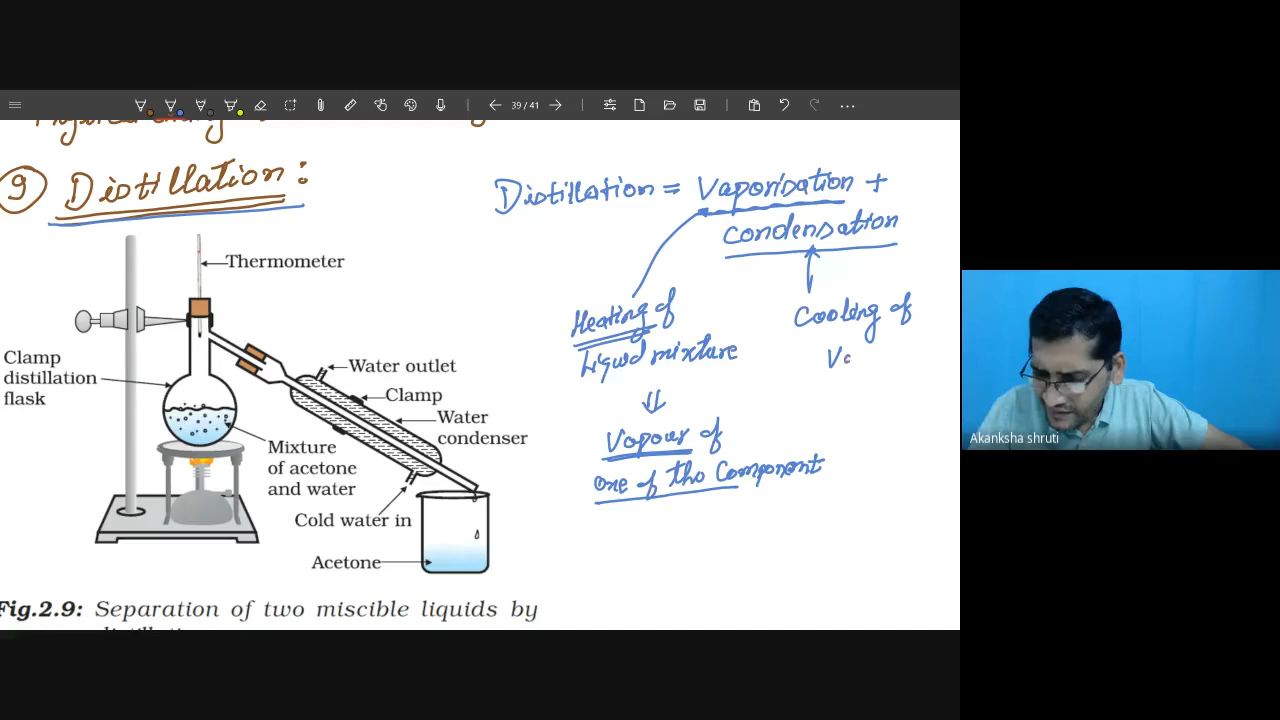 39 / 41
9 Distillation:
Distillation = Vaporisation +
Condensation
Heating of
Liquid mixture
Cooling of
Vapour of
one of the Component
Thermometer
Clamp
distillation
flask
Water outlet
Clamp
Water
condenser
Mixture
of acetone
and water
Cold water in
Acetone
Fig.2.9: Separation of two miscible liquids by
Akanksha shruti